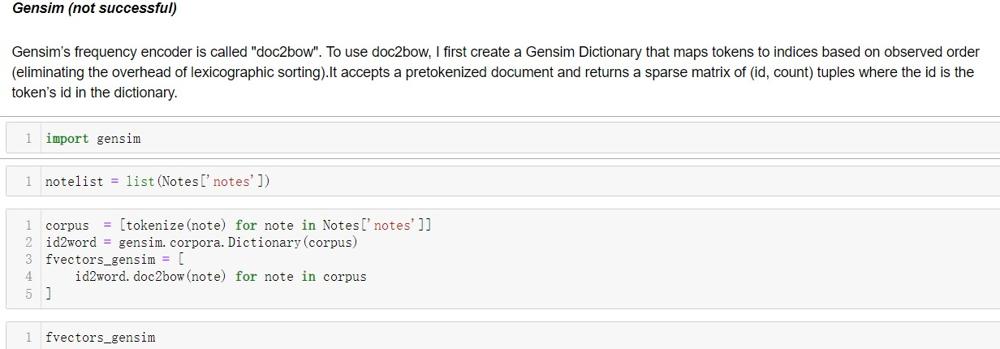 Gensim (not successful)
Gensim's frequency encoder is called "doc2bow". To use doc2bow, I first create a Gensim Dictionary that maps tokens to indices based on observed order
(eliminating the overhead of lexicographic sorting).It accepts a pretokenized document and returns a sparse matrix of (id, count) tuples where the id is the
token's id in the dictionary.
1 import gensim
1 notelist = list(Notes['notes'])
1 corpus  = [tokenize(note) for note in Notes['notes']]
2 id2word = gensim.corpora.Dictionary(corpus)
3 fvectors_gensim = [
4     id2word.doc2bow(note) for note in corpus
5 ]
1 fvectors_gensim